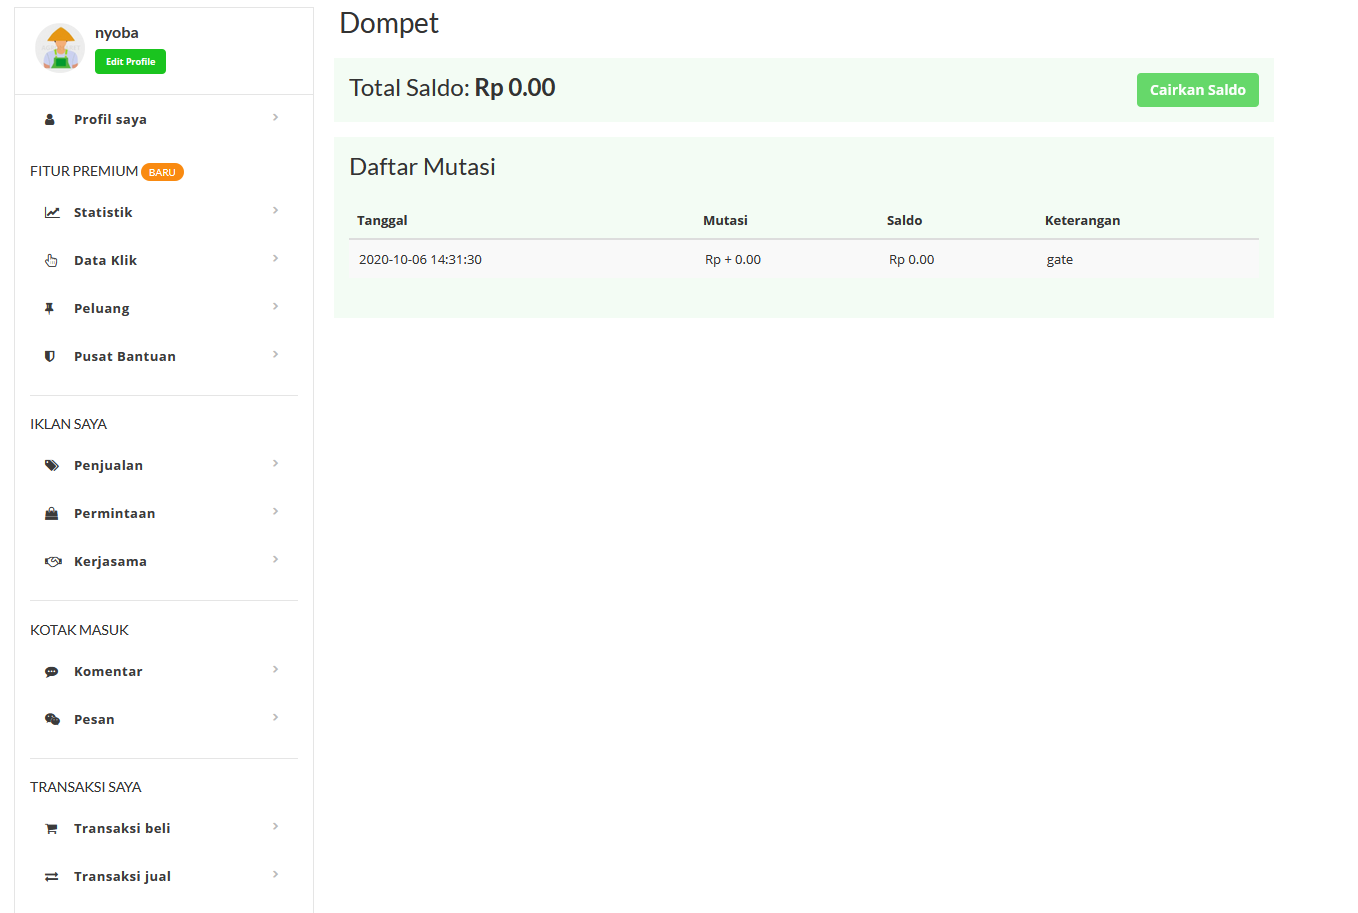 nyoba
Edit Profile
Profil saya
FITUR PREMIUM BARU
Statistik
Data Klik
Peluang
Pusat Bantuan
IKLAN SAYA
Penjualan
Permintaan
Kerjasama
KOTAK MASUK
Komentar
Pesan
TRANSAKSI SAYA
Transaksi beli
Transaksi jual
Dompet
Total Saldo: Rp 0.00
Cairkan Saldo
Daftar Mutasi
Tanggal Mutasi Saldo Keterangan
2020-10-06 14:31:30 Rp + 0.00 Rp 0.00 gate